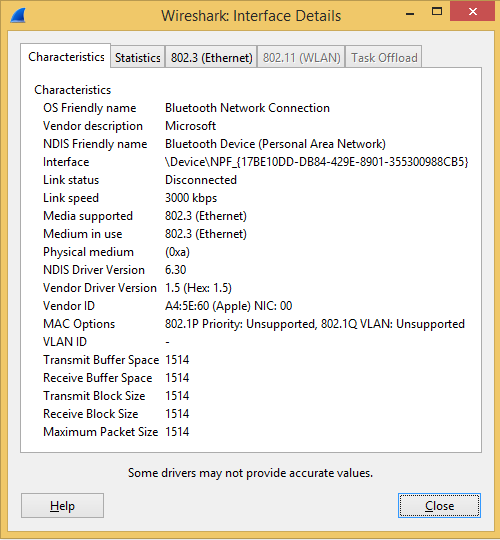 Wireshark: Interface Details
Characteristics Statistics 802.3 (Ethernet) 802.11 (WLAN) Task Offload
Characteristics
OS Friendly name Bluetooth Network Connection
Vendor description Microsoft
NDIS Friendly name Bluetooth Device (Personal Area Network)
Interface \Device\NPF_{17BE10DD-DB84-429E-8901-355300988CB5}
Link status Disconnected
Link speed 3000 kbps
Media supported 802.3 (Ethernet)
Medium in use 802.3 (Ethernet)
Physical medium (0xa)
NDIS Driver Version 6.30
Vendor Driver Version 1.5 (Hex: 1.5)
Vendor ID A4:5E:60 (Apple) NIC: 00
MAC Options 802.1P Priority: Unsupported, 802.1Q VLAN: Unsupported
VLAN ID -
Transmit Buffer Space 1514
Receive Buffer Space 1514
Transmit Block Size 1514
Receive Block Size 1514
Maximum Packet Size 1514
Some drivers may not provide accurate values.
Help Close